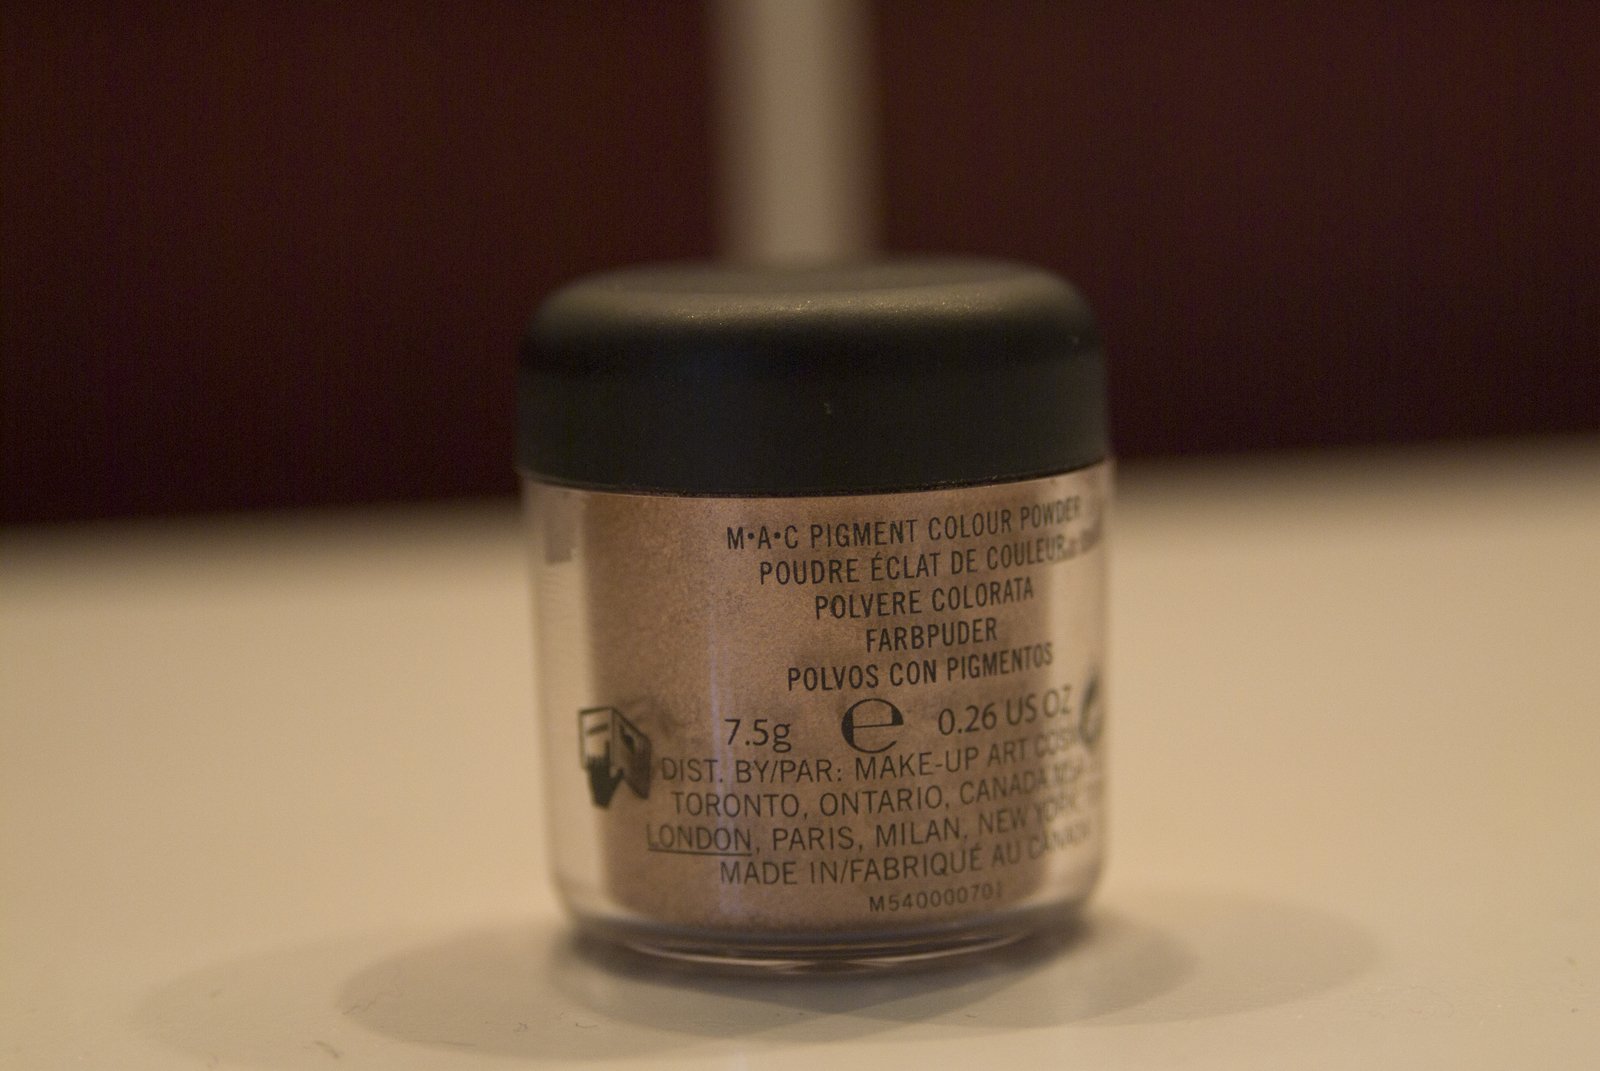 M•A•C PIGMENT COLOUR POWDER
POUDRE ÉCLAT DE COULEUR
POLVERE COLORATA
FARBPUDER
POLVOS CON PIGMENTOS
7.5g e 0.26 US OZ
DIST. BY/PAR: MAKE-UP ART
TORONTO, ONTARIO, CANADA
LONDON, PARIS, MILAN, NEW YORK,
MADE IN/FABRIQUÉ AU CANADA
M540000701